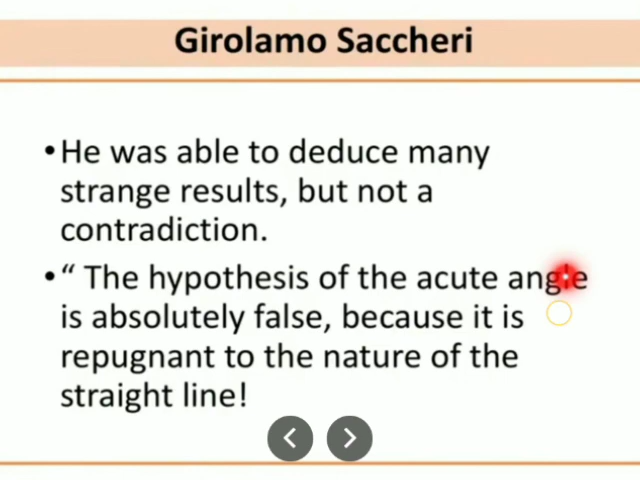 Girolamo Saccheri
•He was able to deduce many
strange results, but not a
contradiction.
•“ The hypothesis of the acute angle
is absolutely false, because it is
repugnant to the nature of the
straight line!